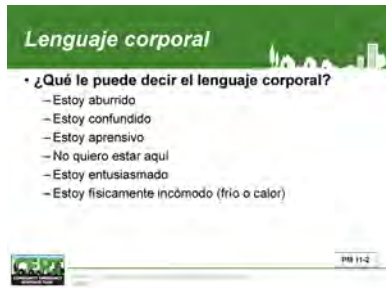 Lenguaje corporal
• ¿Qué le puede decir el lenguaje corporal?
– Estoy aburrido
– Estoy confundido
– Estoy aprensivo
– No quiero estar aquí
– Estoy entusiasmado
– Estoy físicamente incómodo (frío o calor)
CERT
PM 11-2